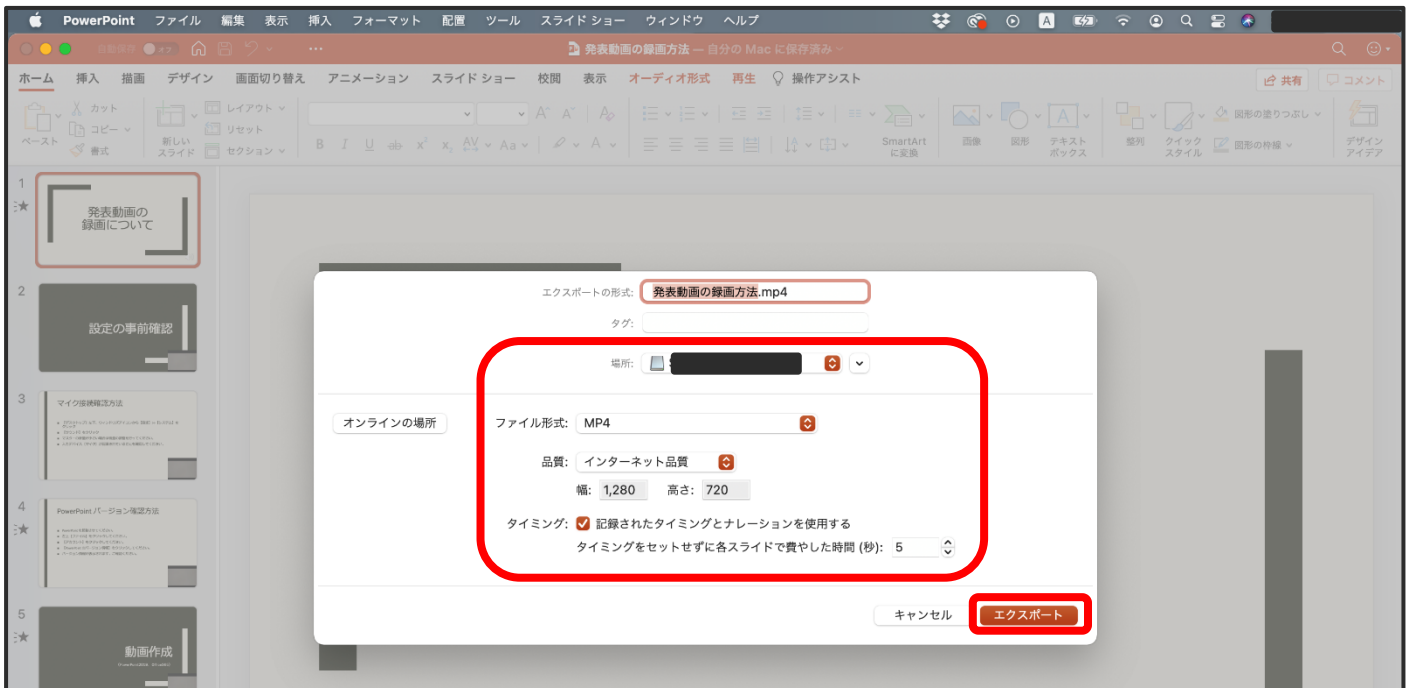 PowerPoint ファイル 編集 表示 挿入 フォーマット 配置 ツール スライド ショー ウィンドウ ヘルプ
自動保存 オフ 発表動画の録画方法 — 自分の Mac に保存済み
ホーム 挿入 描画 デザイン 画面切り替え アニメーション スライド ショー 校閲 表示 オーディオ形式 再生 操作アシスト 共有 コメント
ペースト カット コピー 書式
新しい スライド レイアウト リセット セクション
B I U ab x² x₂ AV Aa A
SmartArt に変換
画像 図形 テキスト ボックス 整列 クイック スタイル 図形の塗りつぶし 図形の枠線 デザイン アイデア
1
発表動画の
録画について
2
設定の事前確認
3
マイク接続確認方法
4
PowerPoint バージョン確認方法
5
動画作成
エクスポートの形式: 発表動画の録画方法.mp4
タグ:
場所:
オンラインの場所
ファイル形式: MP4
品質: インターネット品質
幅: 1,280 高さ: 720
タイミング: 記録されたタイミングとナレーションを使用する
タイミングをセットせずに各スライドで費やした時間 (秒): 5
キャンセル エクスポート